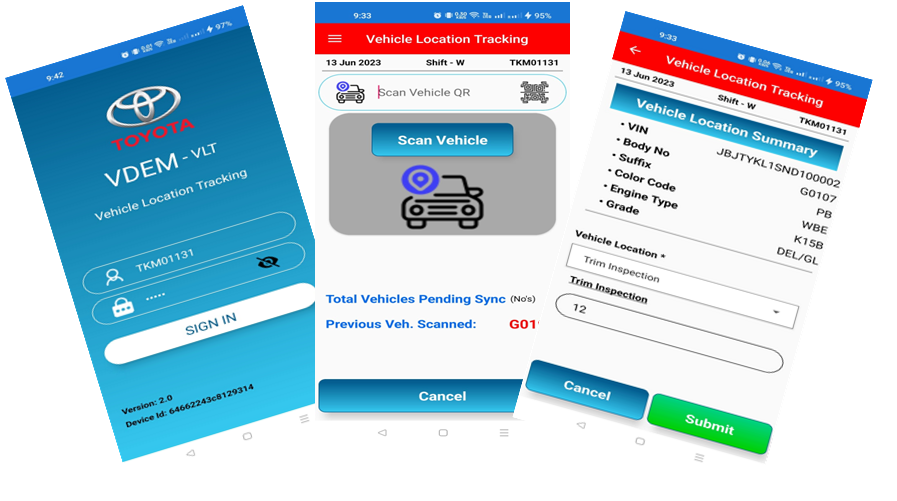 9:42
97%
TOYOTA
VDEM - VLT
Vehicle Location Tracking
TKM01131
•••••
SIGN IN
Version: 2.0
Device Id: 64662243c8129314
9:33
95%
Vehicle Location Tracking
13 Jun 2023 Shift - W TKM01131
Scan Vehicle QR
Scan Vehicle
Total Vehicles Pending Sync (No's)
Previous Veh. Scanned: G01
Cancel
9:33
95%
Vehicle Location Tracking
13 Jun 2023 Shift - W TKM01131
Vehicle Location Summary
• VIN JBJTYKL1SND100002
• Body No G0107
• Suffix PB
• Color Code WBE
• Engine Type K15B
• Grade DEL/GL
Vehicle Location *
Trim Inspection
Trim Inspection
12
Cancel
Submit